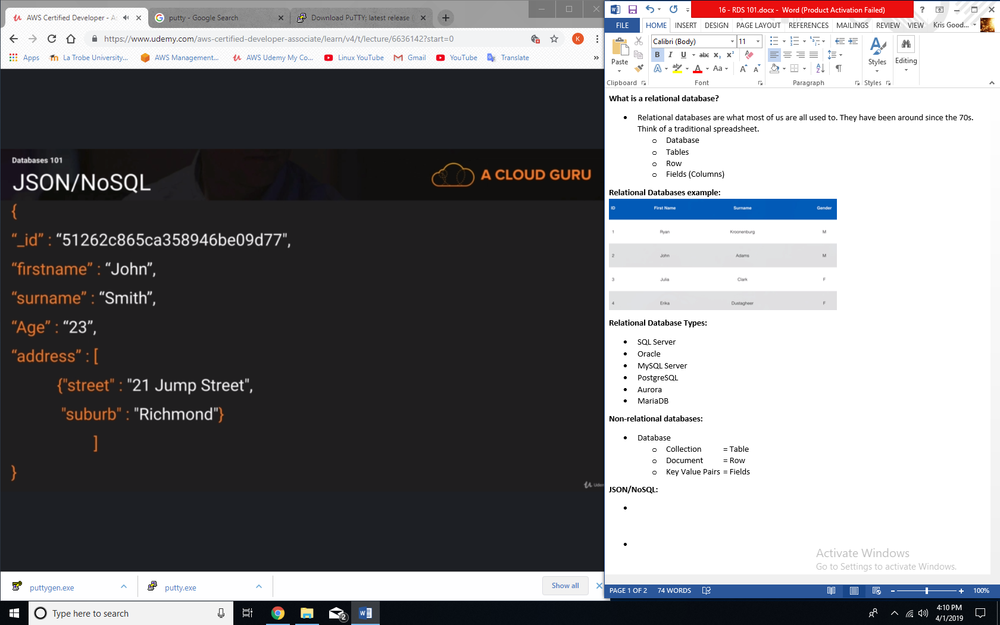 AWS Certified Developer - A
putty - Google Search
Download PuTTY: latest release
https://www.udemy.com/aws-certified-developer-associate/learn/v4/t/lecture/6636142?start=0
K
Apps
La Trobe University...
AWS Management...
AWS Udemy My Co...
Linux YouTube
Gmail
YouTube
Translate
»
Databases 101
JSON/NoSQL
A CLOUD GURU
{
“_id” : “51262c865ca358946be09d77",
“firstname” : “John”,
“surname” : “Smith”,
“Age” : “23”,
“address” : [
{"street" : "21 Jump Street",
"suburb" : "Richmond"}
]
}
puttygen.exe
putty.exe
Show all
16 - RDS 101.docx - Word (Product Activation Failed)
?
FILE
HOME
INSERT
DESIGN
PAGE LAYOUT
REFERENCES
MAILINGS
REVIEW
VIEW
Kris Good...
Paste
Calibri (Body)
11
B I U abc x₂ x²
A A Aa A A
Styles
Editing
Clipboard
Font
Paragraph
Styles
What is a relational database?
• Relational databases are what most of us are all used to. They have been around since the 70s.
Think of a traditional spreadsheet.
o Database
o Tables
o Row
o Fields (Columns)
Relational Databases example:
ID First Name Surname Gender
1 Ryan Kroonenburg M
2 John Adams M
3 Julia Clark F
4 Erika Dustagheer F
Relational Database Types:
• SQL Server
• Oracle
• MySQL Server
• PostgreSQL
• Aurora
• MariaDB
Non-relational databases:
• Database
o Collection = Table
o Document = Row
o Key Value Pairs = Fields
JSON/NoSQL:
•
•
Activate Windows
Go to Settings to activate Windows.
PAGE 1 OF 2
74 WORDS
100%
Type here to search
2
4:10 PM
4/1/2019